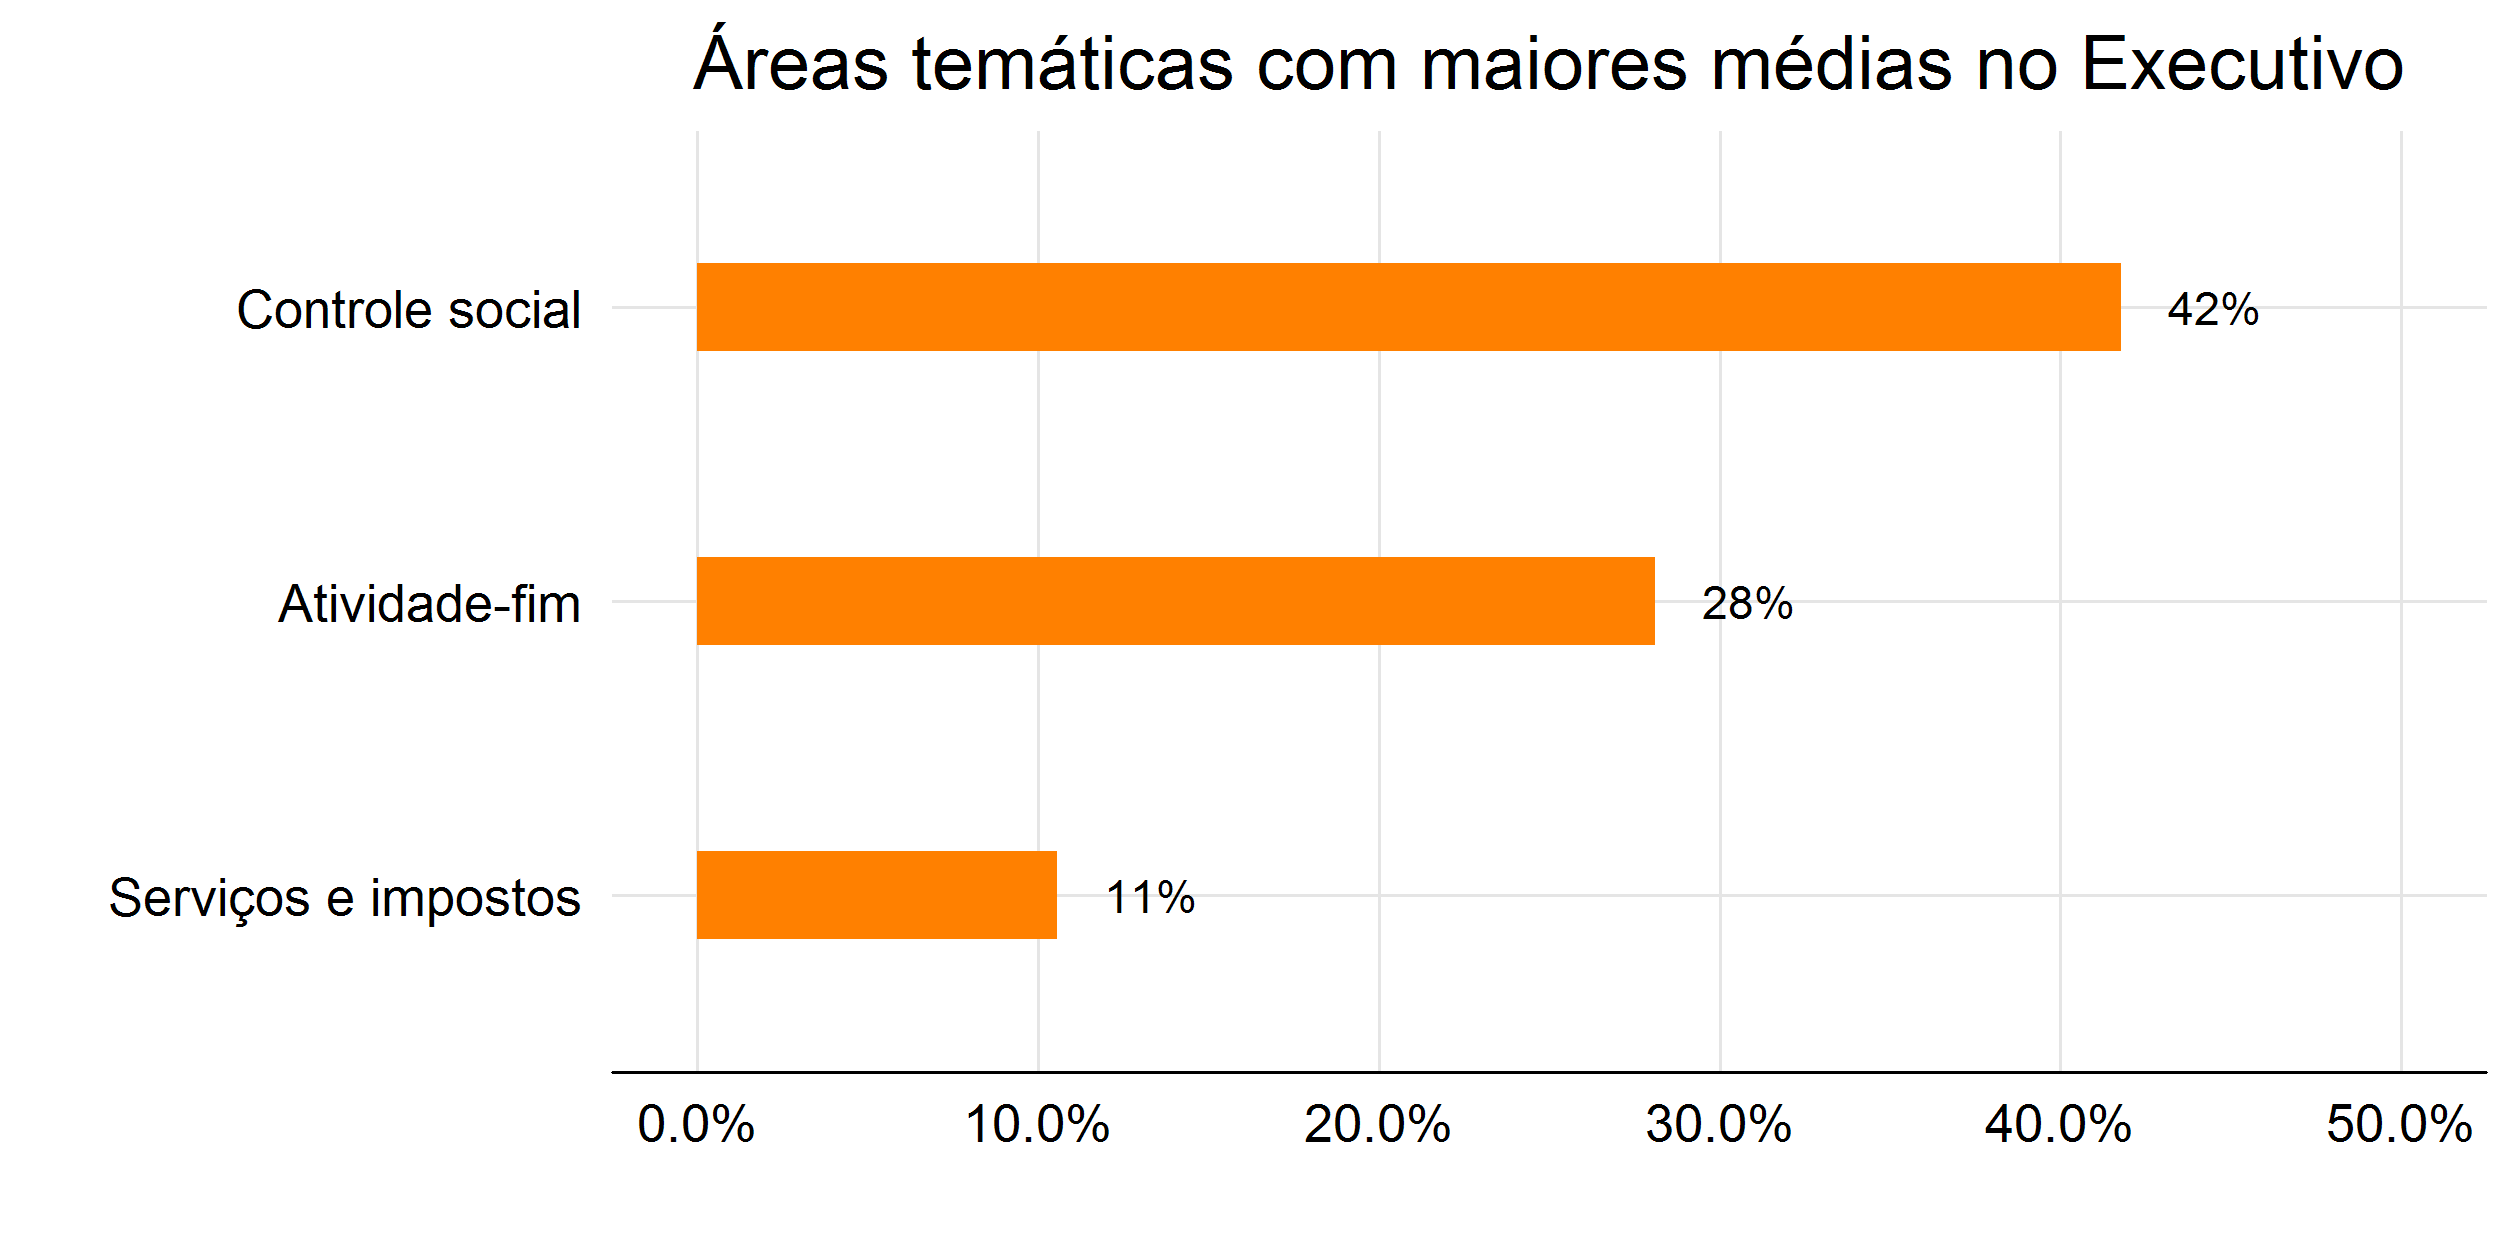 Áreas temáticas com maiores médias no Executivo
Controle social
42%
Atividade-fim
28%
Serviços e impostos
11%
0.0% 10.0% 20.0% 30.0% 40.0% 50.0%